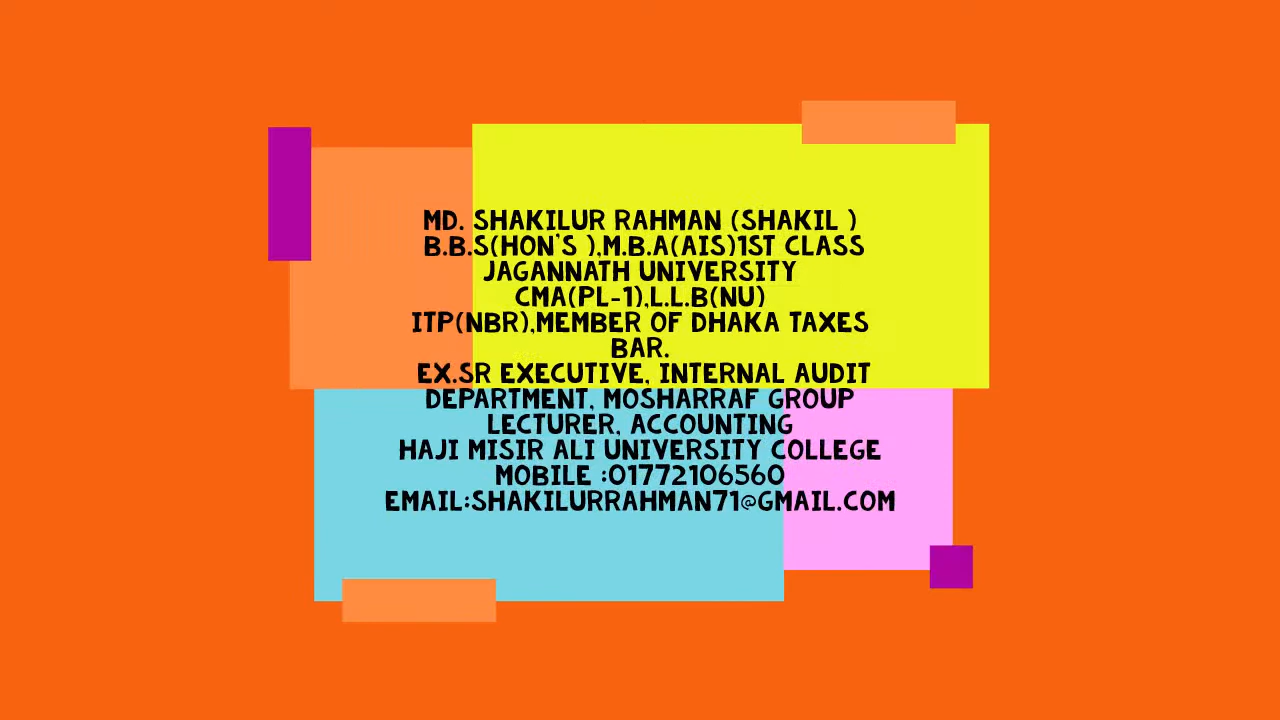 MD. SHAKILUR RAHMAN (SHAKIL )
B.B.S(HON'S ),M.B.A(AIS)1ST CLASS
JAGANNATH UNIVERSITY
CMA(PL-1),L.L.B(NU)
ITP(NBR),MEMBER OF DHAKA TAXES
BAR.
EX.SR EXECUTIVE, INTERNAL AUDIT
DEPARTMENT, MOSHARRAF GROUP
LECTURER, ACCOUNTING
HAJI MISIR ALI UNIVERSITY COLLEGE
MOBILE :01772106560
EMAIL:SHAKILURRAHMAN71@GMAIL.COM